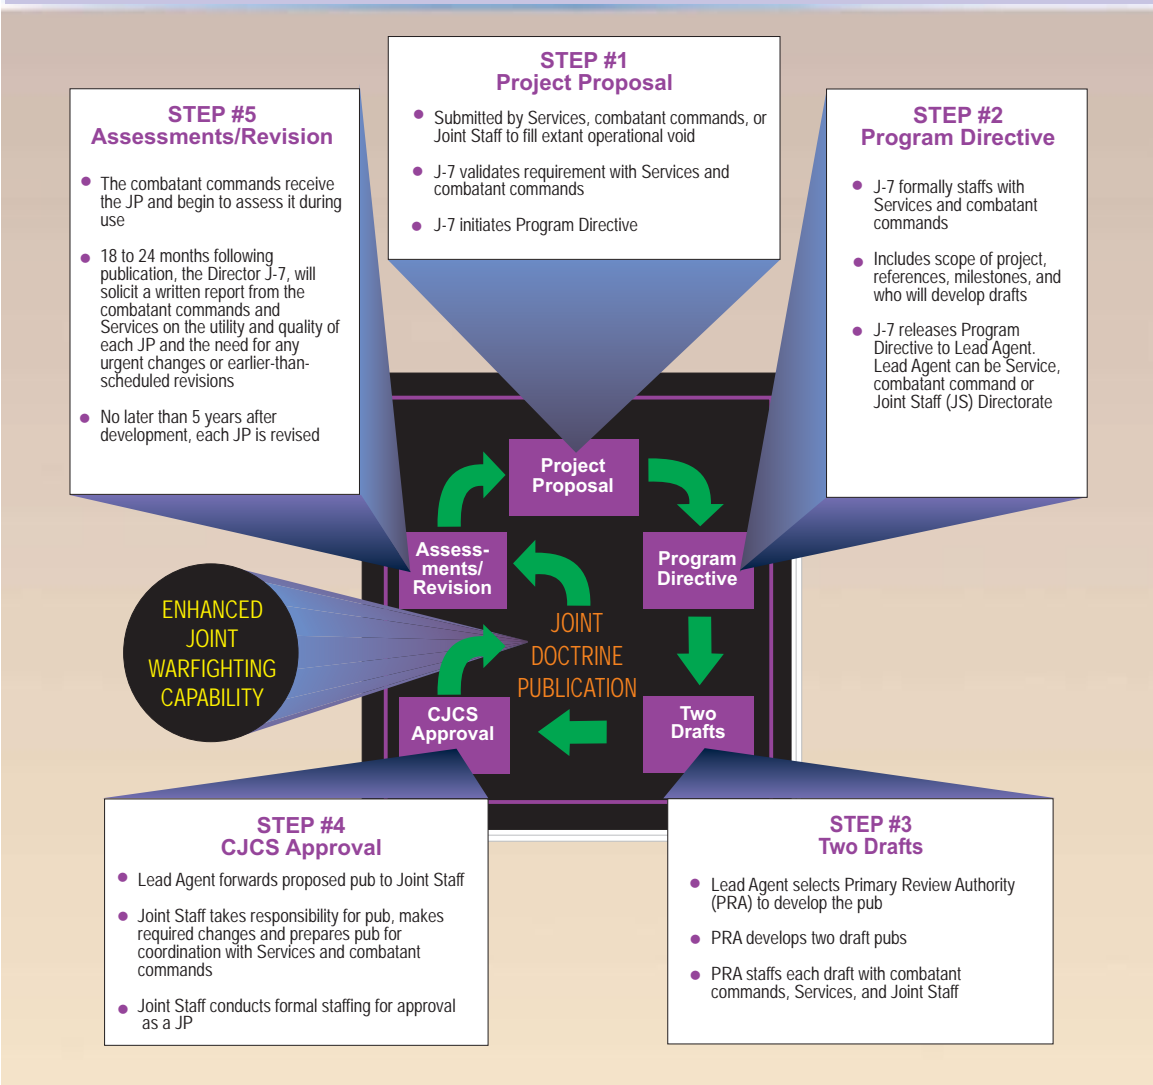 STEP #1
Project Proposal
Submitted by Services, combatant commands, or
Joint Staff to fill extant operational void
J-7 validates requirement with Services and
combatant commands
J-7 initiates Program Directive
STEP #2
Program Directive
J-7 formally staffs with
Services and combatant
commands
Includes scope of project,
references, milestones, and
who will develop drafts
J-7 releases Program
Directive to Lead Agent.
Lead Agent can be Service,
combatant command or
Joint Staff (JS) Directorate
STEP #5
Assessments/Revision
The combatant commands receive
the JP and begin to assess it during
use
18 to 24 months following
publication, the Director J-7, will
solicit a written report from the
combatant commands and
Services on the utility and quality of
each JP and the need for any
urgent changes or earlier-than-
scheduled revisions
No later than 5 years after
development, each JP is revised
Project
Proposal
Assess-
ments/
Revision
Program
Directive
ENHANCED
JOINT
WARFIGHTING
CAPABILITY
JOINT
DOCTRINE
PUBLICATION
CJCS
Approval
Two
Drafts
STEP #4
CJCS Approval
Lead Agent forwards proposed pub to Joint Staff
Joint Staff takes responsibility for pub, makes
required changes and prepares pub for
coordination with Services and combatant
commands
Joint Staff conducts formal staffing for approval
as a JP
STEP #3
Two Drafts
Lead Agent selects Primary Review Authority
(PRA) to develop the pub
PRA develops two draft pubs
PRA staffs each draft with combatant
commands, Services, and Joint Staff